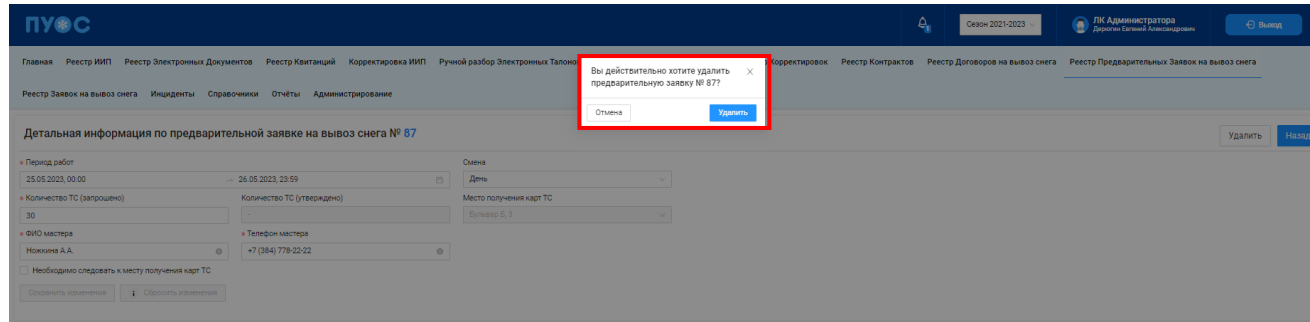 ПУОС
1
Сезон 2021-2023
ЛК Администратора
Дерюгин Евгений Александрович
Выход
Главная Реестр ИИП Реестр Электронных Документов Реестр Квитанций Корректировка ИИП Ручной разбор Электронных Талоно Корректировок Реестр Контрактов Реестр Договоров на вывоз снега Реестр Предварительных Заявок на вывоз снега
Вы действительно хотите удалить
предварительную заявку № 87?
Отмена Удалить
Реестр Заявок на вывоз снега Инциденты Справочники Отчёты Администрирование
Детальная информация по предварительной заявке на вывоз снега № 87
Удалить Назад
* Период работ Смена
25.05.2023, 00:00 → 26.05.2023, 23:59 День
* Количество ТС (запрошено) Количество ТС (утверждено) Место получения карт ТС
30 - Бульвар Б, 3
* ФИО мастера * Телефон мастера
Ножкина А.А. +7 (384) 778-22-22
Необходимо следовать к месту получения карт ТС
Сохранить изменения Сбросить изменения